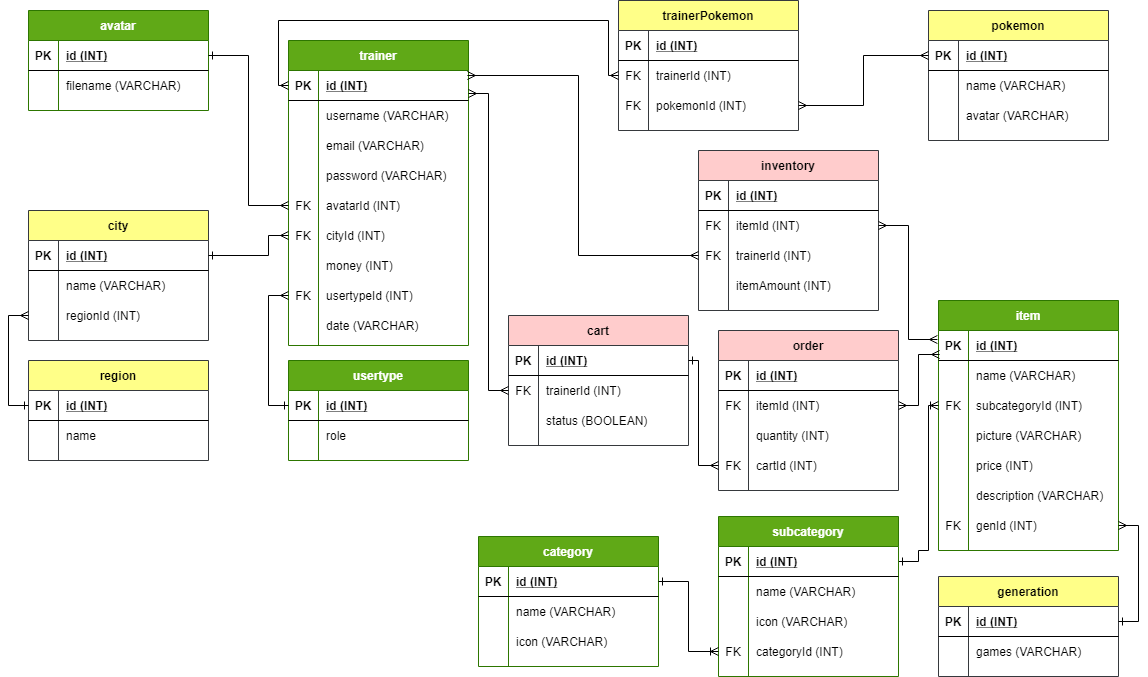 avatar
PK id (INT)
filename (VARCHAR)
trainer
PK id (INT)
username (VARCHAR)
email (VARCHAR)
password (VARCHAR)
FK avatarId (INT)
FK cityId (INT)
money (INT)
FK usertypeId (INT)
date (VARCHAR)
trainerPokemon
PK id (INT)
FK trainerId (INT)
FK pokemonId (INT)
pokemon
PK id (INT)
name (VARCHAR)
avatar (VARCHAR)
inventory
PK id (INT)
FK itemId (INT)
FK trainerId (INT)
itemAmount (INT)
city
PK id (INT)
name (VARCHAR)
regionId (INT)
region
PK id (INT)
name
usertype
PK id (INT)
role
cart
PK id (INT)
FK trainerId (INT)
status (BOOLEAN)
order
PK id (INT)
FK itemId (INT)
quantity (INT)
FK cartId (INT)
item
PK id (INT)
name (VARCHAR)
FK subcategoryId (INT)
picture (VARCHAR)
price (INT)
description (VARCHAR)
FK genId (INT)
category
PK id (INT)
name (VARCHAR)
icon (VARCHAR)
subcategory
PK id (INT)
name (VARCHAR)
icon (VARCHAR)
FK categoryId (INT)
generation
PK id (INT)
games (VARCHAR)